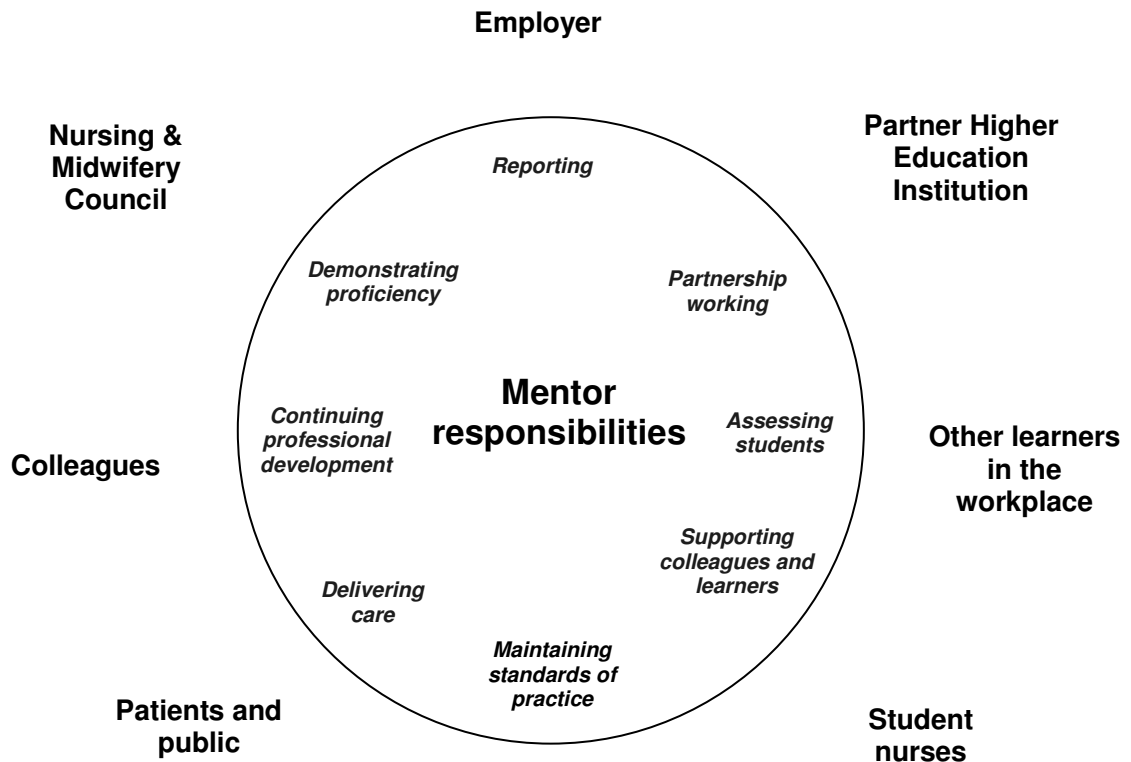 Employer
Nursing &
Midwifery
Council
Partner Higher
Education
Institution
Reporting
Demonstrating
proficiency
Partnership
working
Mentor
responsibilities
Continuing
professional
development
Assessing
students
Colleagues
Other learners
in the
workplace
Supporting
colleagues and
learners
Delivering
care
Maintaining
standards of
practice
Patients and
public
Student
nurses